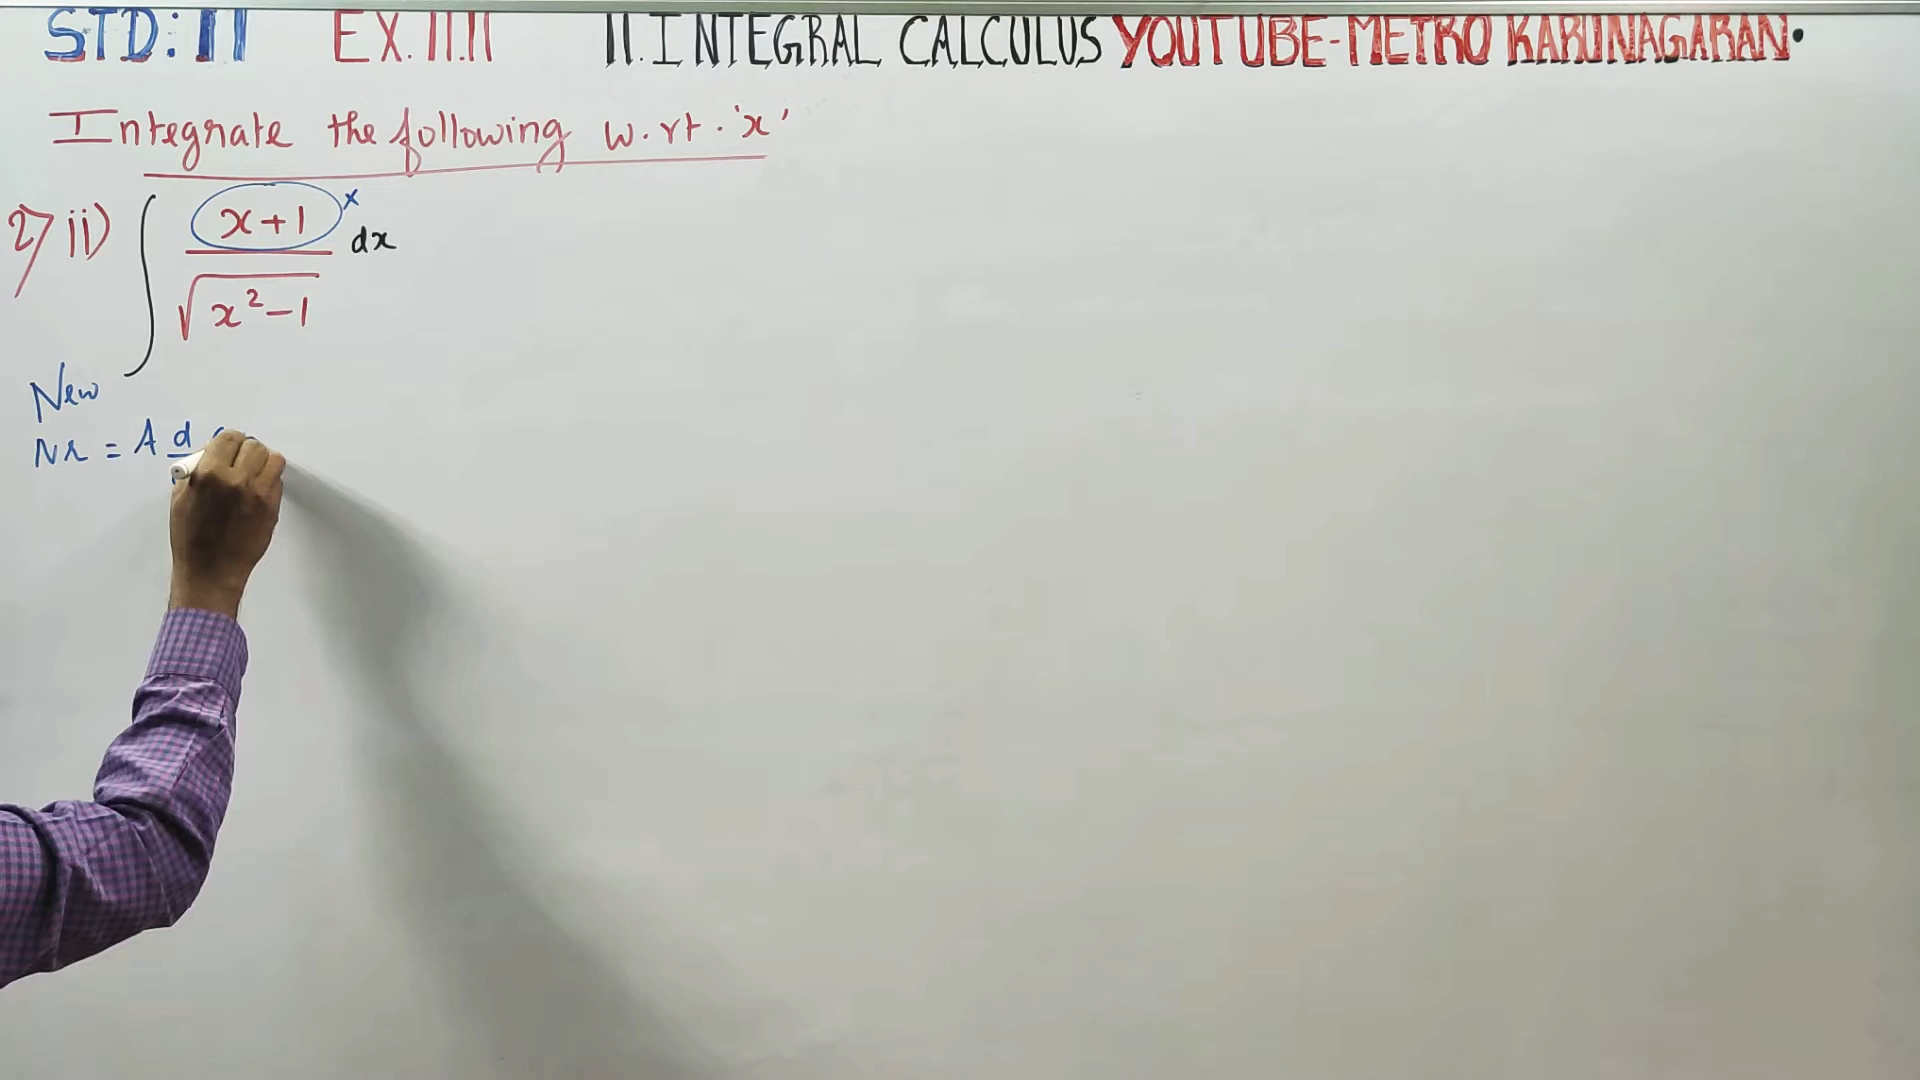 STD: 11 EX. 11.11 11. INTEGRAL CALCULUS YOUTUBE-METRO KARUNAGARAN.
Integrate the following w.r.t. 'x'
2) ii) ∫ x+1 / √x²-1 dx
x
New
Nr = A d